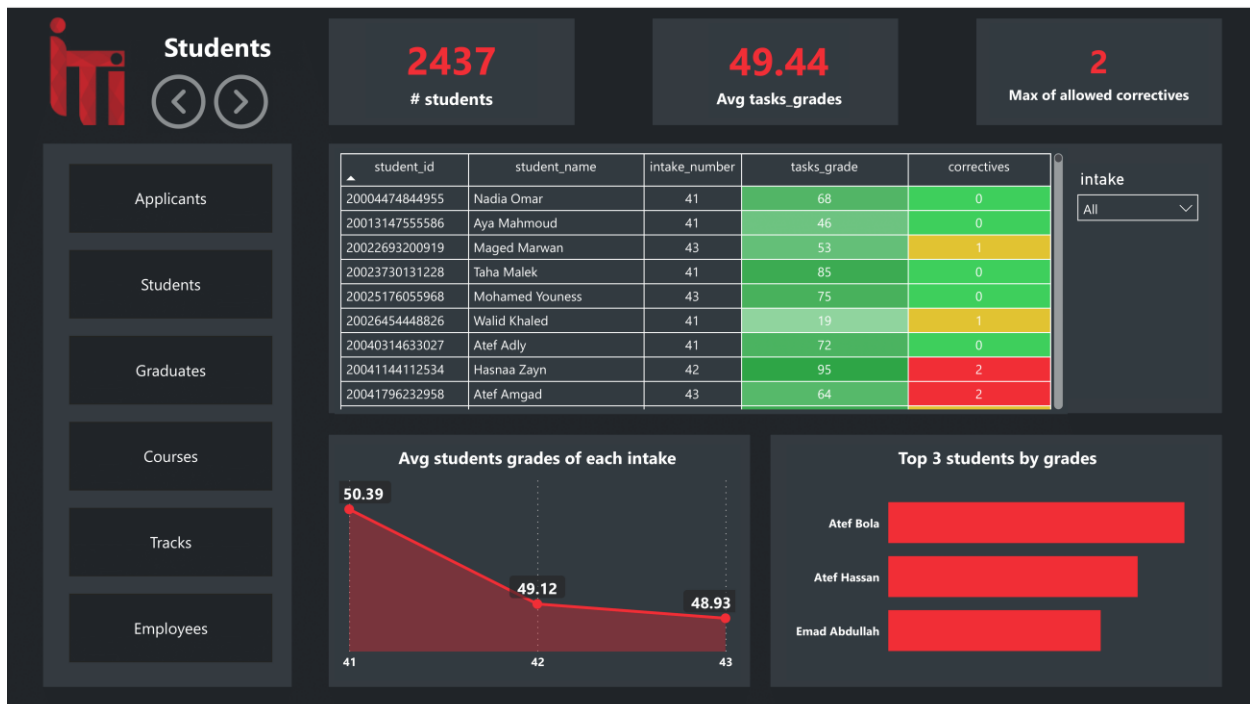 iTi
Students
2437
# students
49.44
Avg tasks_grades
2
Max of allowed correctives
Applicants
Students
Graduates
Courses
Tracks
Employees
student_id student_name intake_number tasks_grade correctives
20004474844955 Nadia Omar 41 68 0
20013147555586 Aya Mahmoud 41 46 0
20022693200919 Maged Marwan 43 53 1
20023730131228 Taha Malek 41 85 0
20025176055968 Mohamed Youness 43 75 0
20026454448826 Walid Khaled 41 19 1
20040314633027 Atef Adly 41 72 0
20041144112534 Hasnaa Zayn 42 95 2
20041796232958 Atef Amgad 43 64 2
intake
All
Avg students grades of each intake
50.39
49.12
48.93
41 42 43
Top 3 students by grades
Atef Bola
Atef Hassan
Emad Abdullah